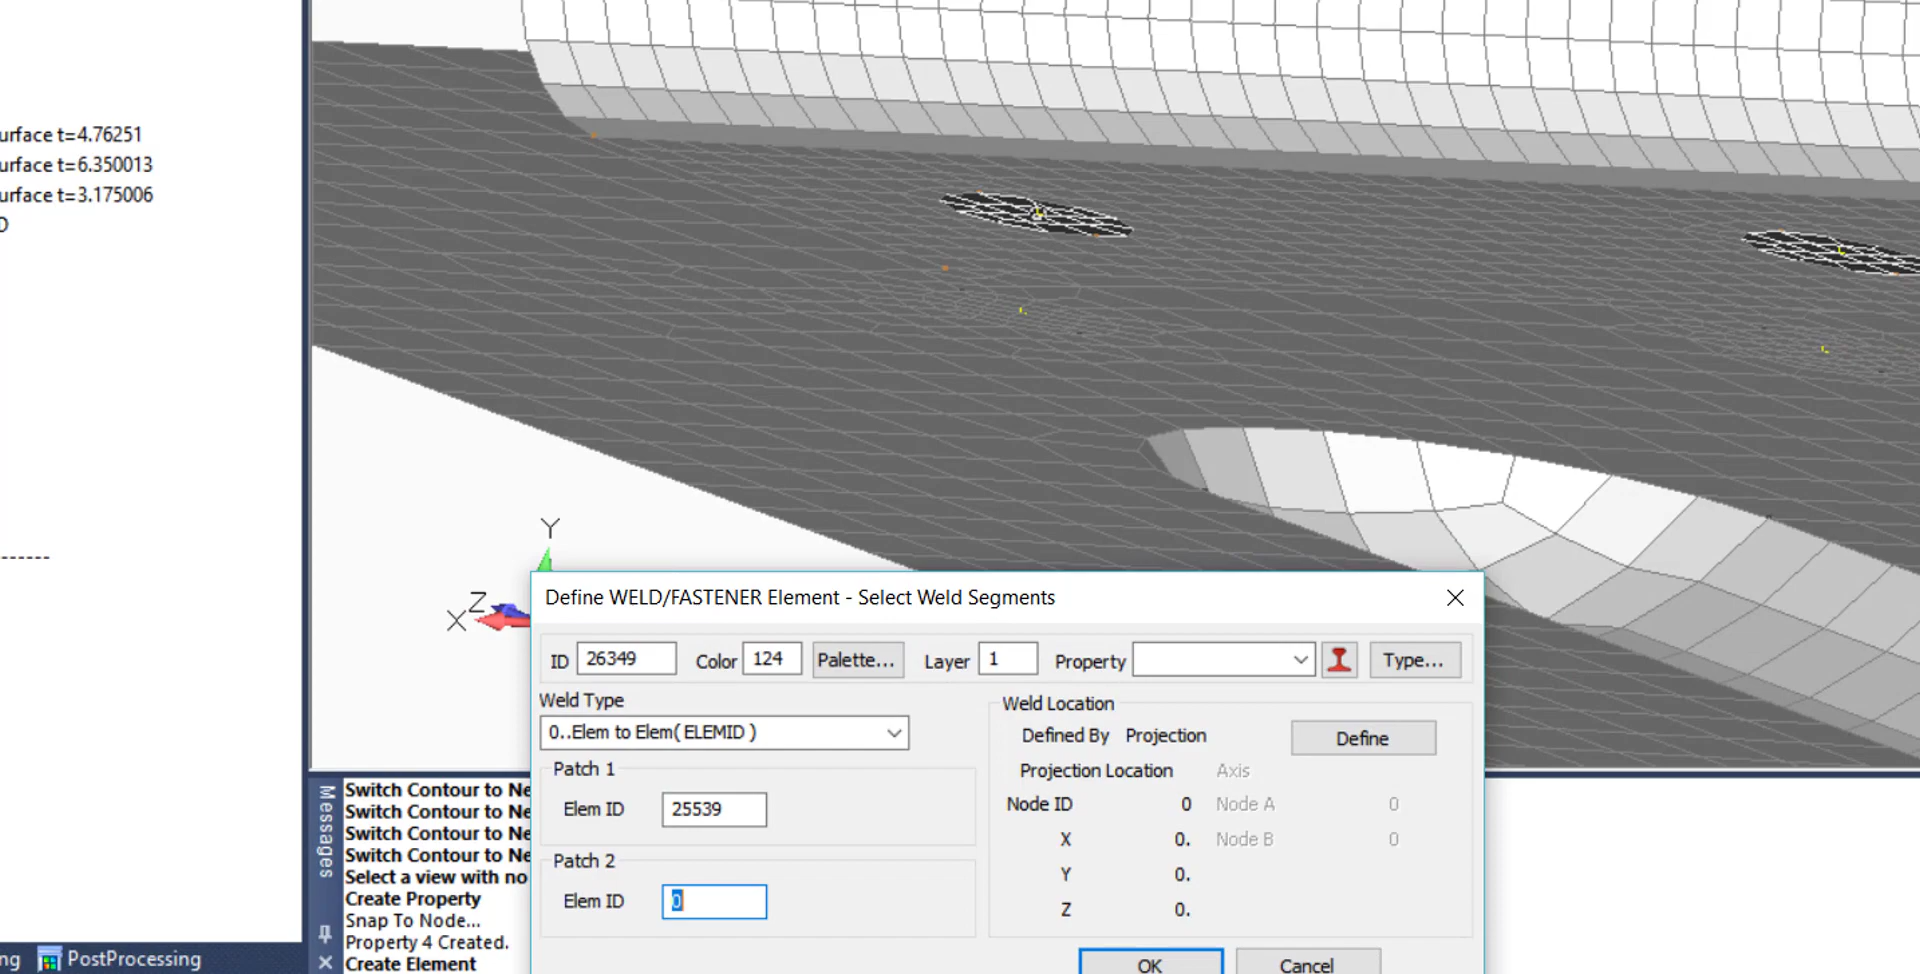 urface t=4.76251
urface t=6.350013
urface t=3.175006
-------
PostProcessing
Y
Z
X
Define WELD/FASTENER Element - Select Weld Segments
ID 26349 Color 124 Palette... Layer 1 Property Type...
Weld Type
0..Elem to Elem( ELEMID )
Patch 1
Elem ID 25539
Patch 2
Elem ID 0
Weld Location
Defined By Projection Define
Projection Location Axis
Node ID 0 Node A 0
X 0. Node B 0
Y 0.
Z 0.
OK Cancel
Messages
Switch Contour to Ne
Switch Contour to Ne
Switch Contour to Ne
Switch Contour to Ne
Select a view with no
Create Property
Snap To Node...
Property 4 Created.
Create Element